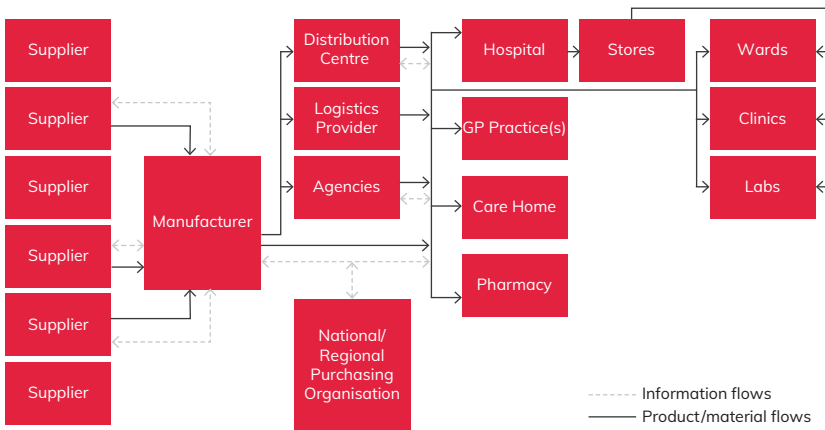 Supplier
Supplier
Supplier
Supplier
Supplier
Supplier
Manufacturer
Distribution
Centre
Logistics
Provider
Agencies
National/
Regional
Purchasing
Organisation
Hospital
Stores
GP Practice(s)
Care Home
Pharmacy
Wards
Clinics
Labs
Information flows
Product/material flows